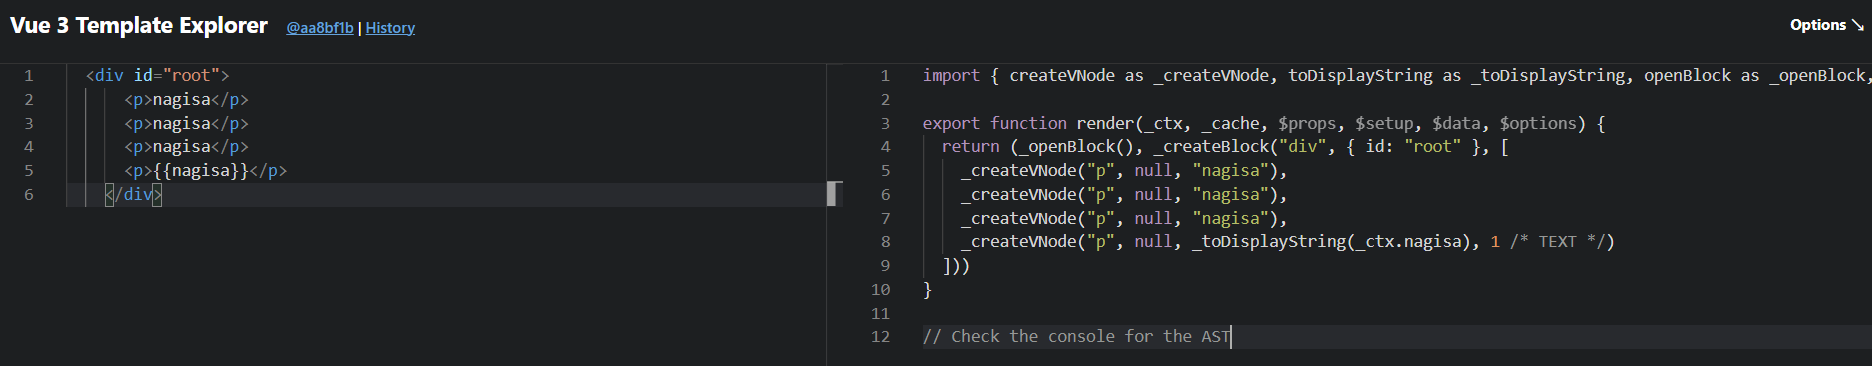 Vue 3 Template Explorer @aa8bf1b | History
Options ↘
1 <div id="root">
2 <p>nagisa</p>
3 <p>nagisa</p>
4 <p>nagisa</p>
5 <p>{{nagisa}}</p>
6 </div>
1 import { createVNode as _createVNode, toDisplayString as _toDisplayString, openBlock as _openBlock,
2
3 export function render(_ctx, _cache, $props, $setup, $data, $options) {
4 return (_openBlock(), _createBlock("div", { id: "root" }, [
5 _createVNode("p", null, "nagisa"),
6 _createVNode("p", null, "nagisa"),
7 _createVNode("p", null, "nagisa"),
8 _createVNode("p", null, _toDisplayString(_ctx.nagisa), 1 /* TEXT */)
9 ]))
10 }
11
12 // Check the console for the AST